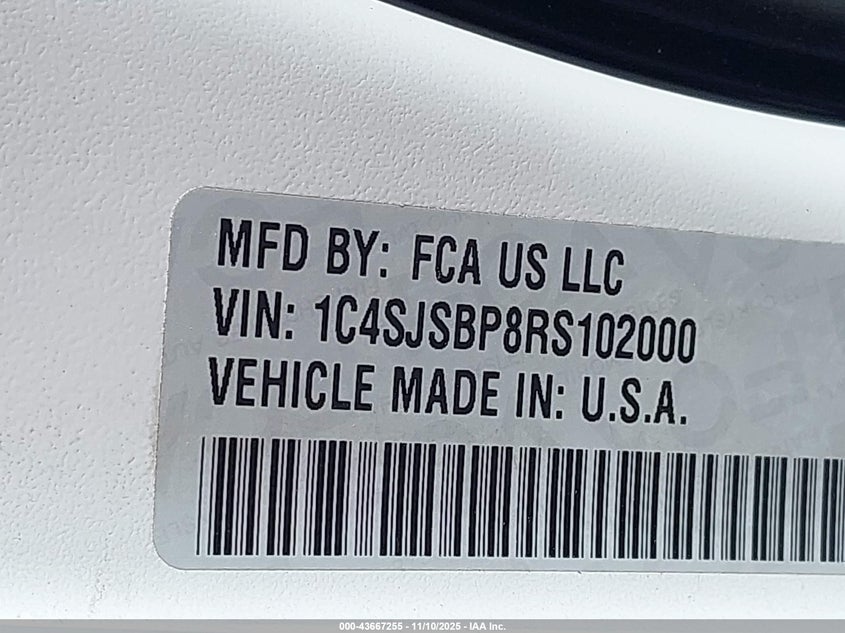 MFD BY: FCA US LLC
VIN: 1C4SJSBP8RS102000
VEHICLE MADE IN: U.S.A.
000-43667255 - 11/10/2025 - IAA Inc.